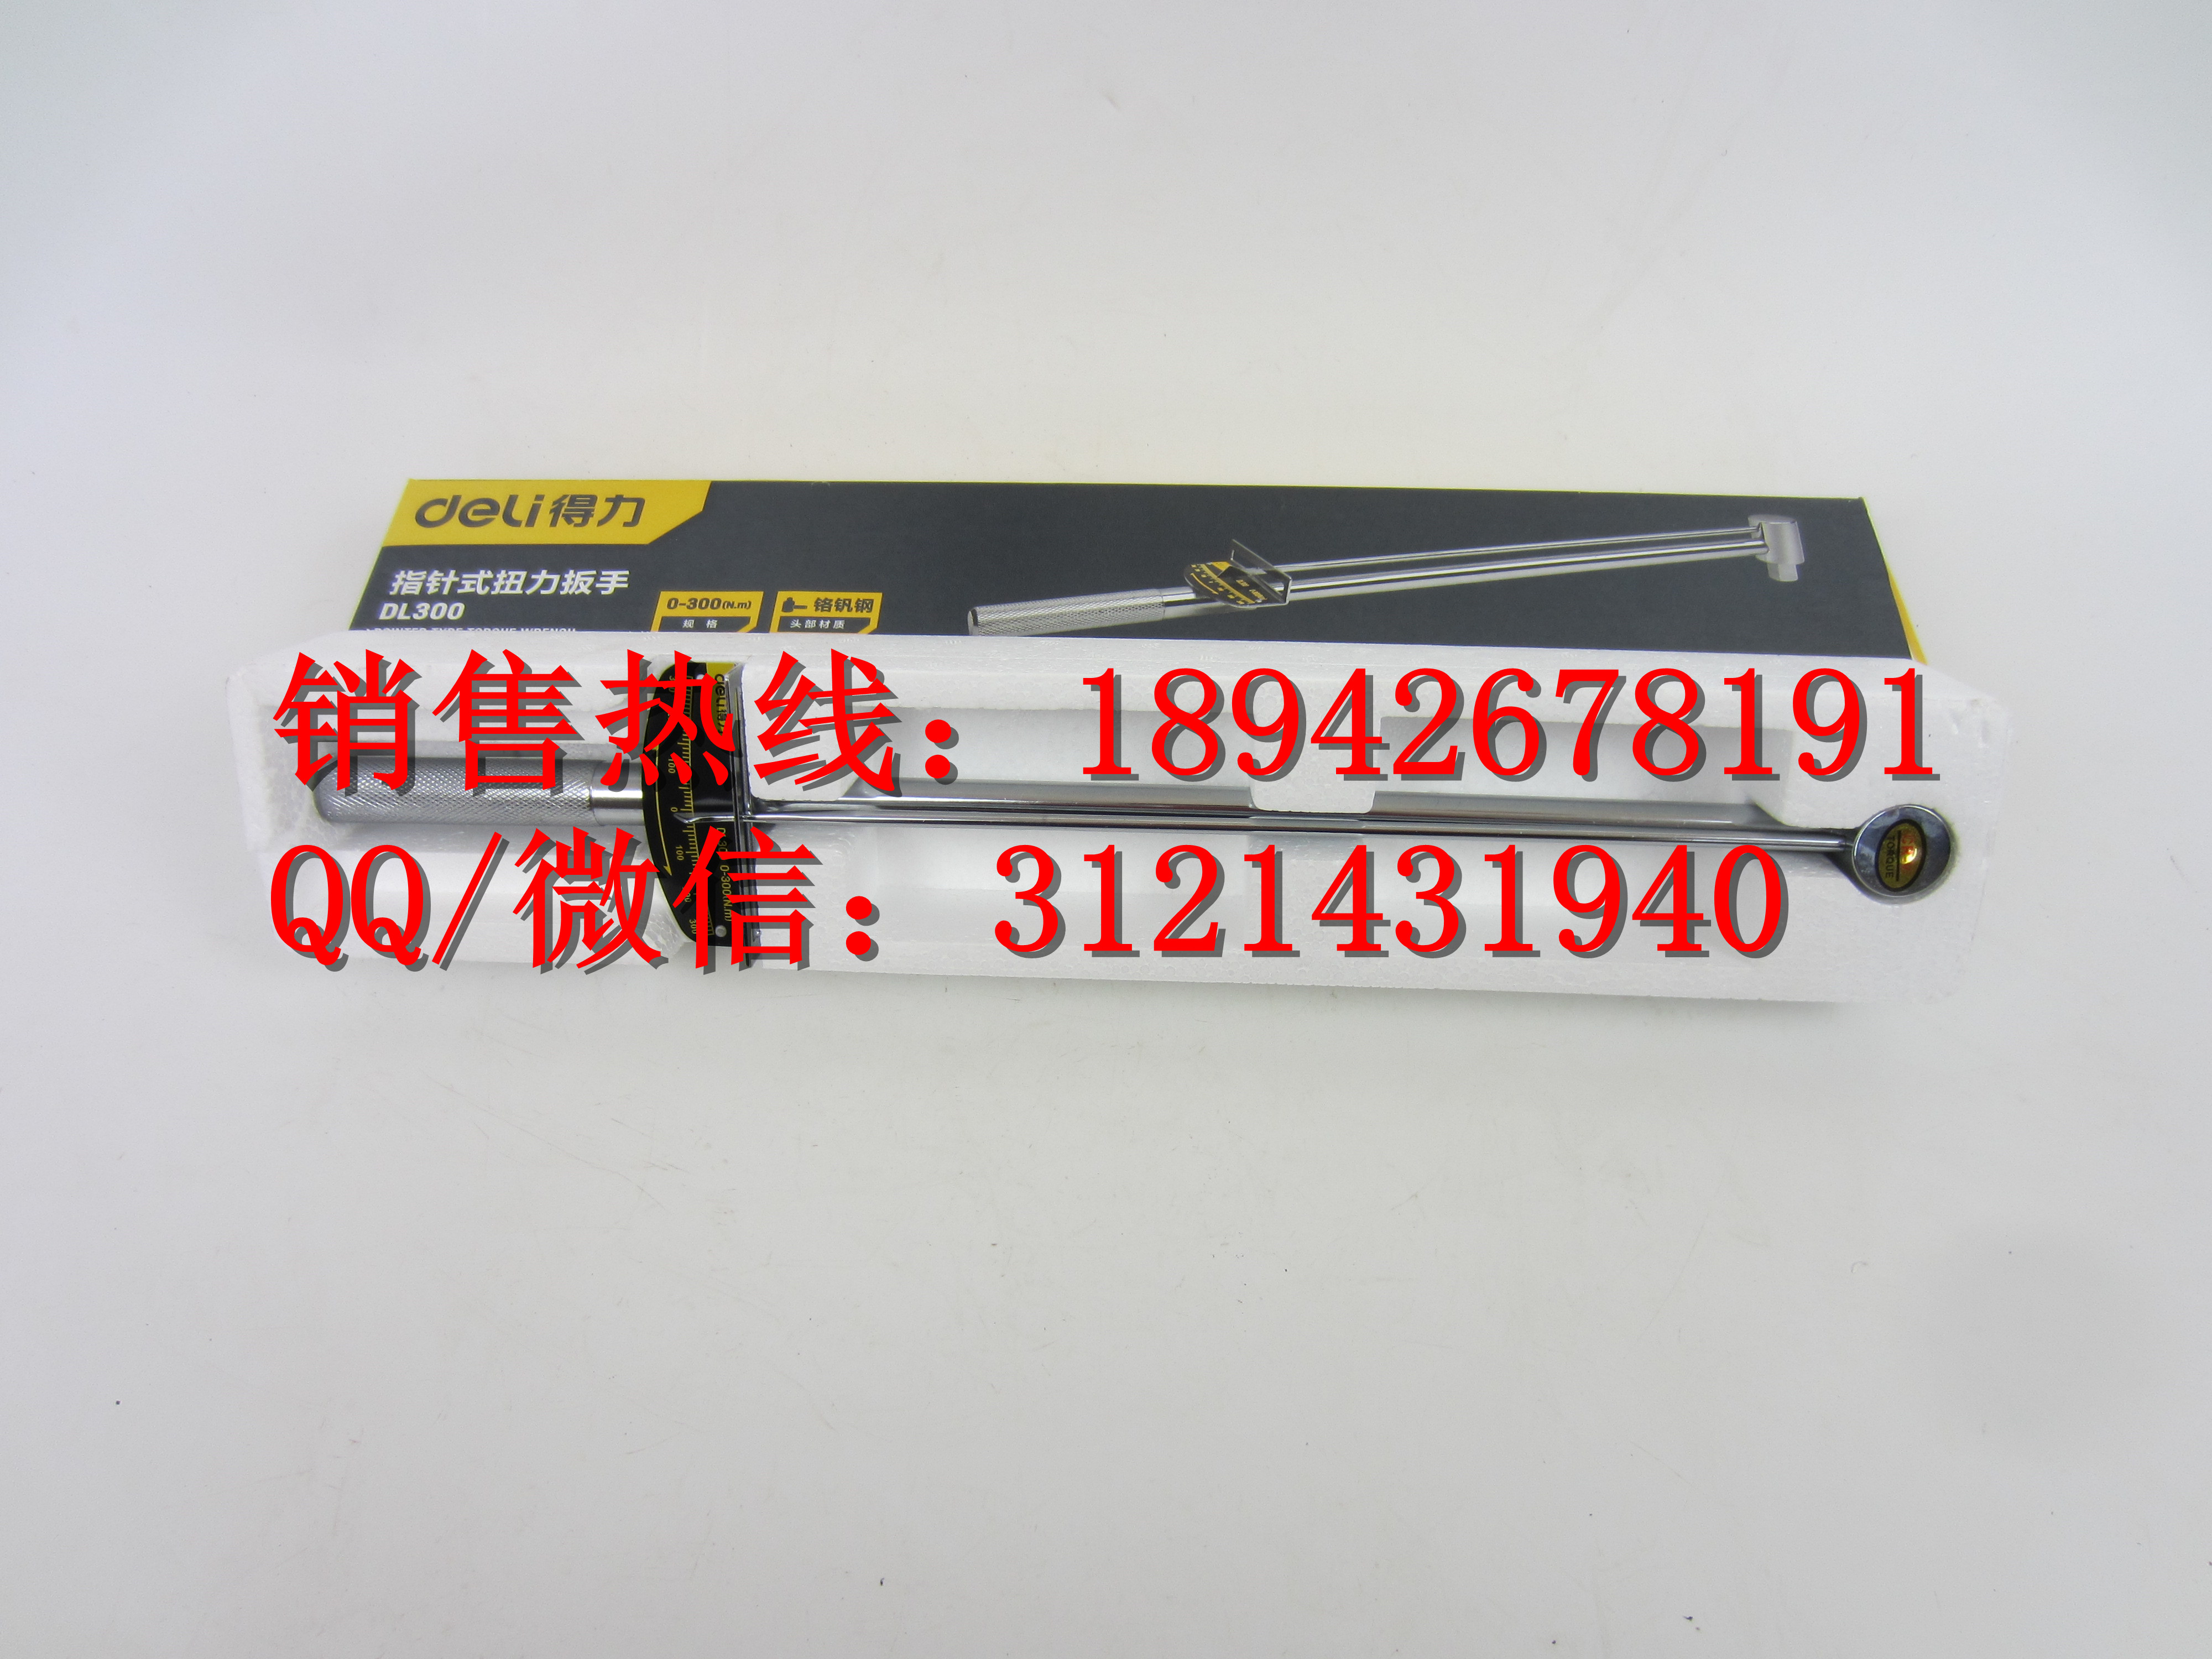 deli得力
指针式扭力扳手
DL300
0-300(N.m)
规格
铬钒钢
头部材质
销售热线：18942678191
QQ/微信：3121431940
100
0
100
300
0-300(N.m)
TORQUE